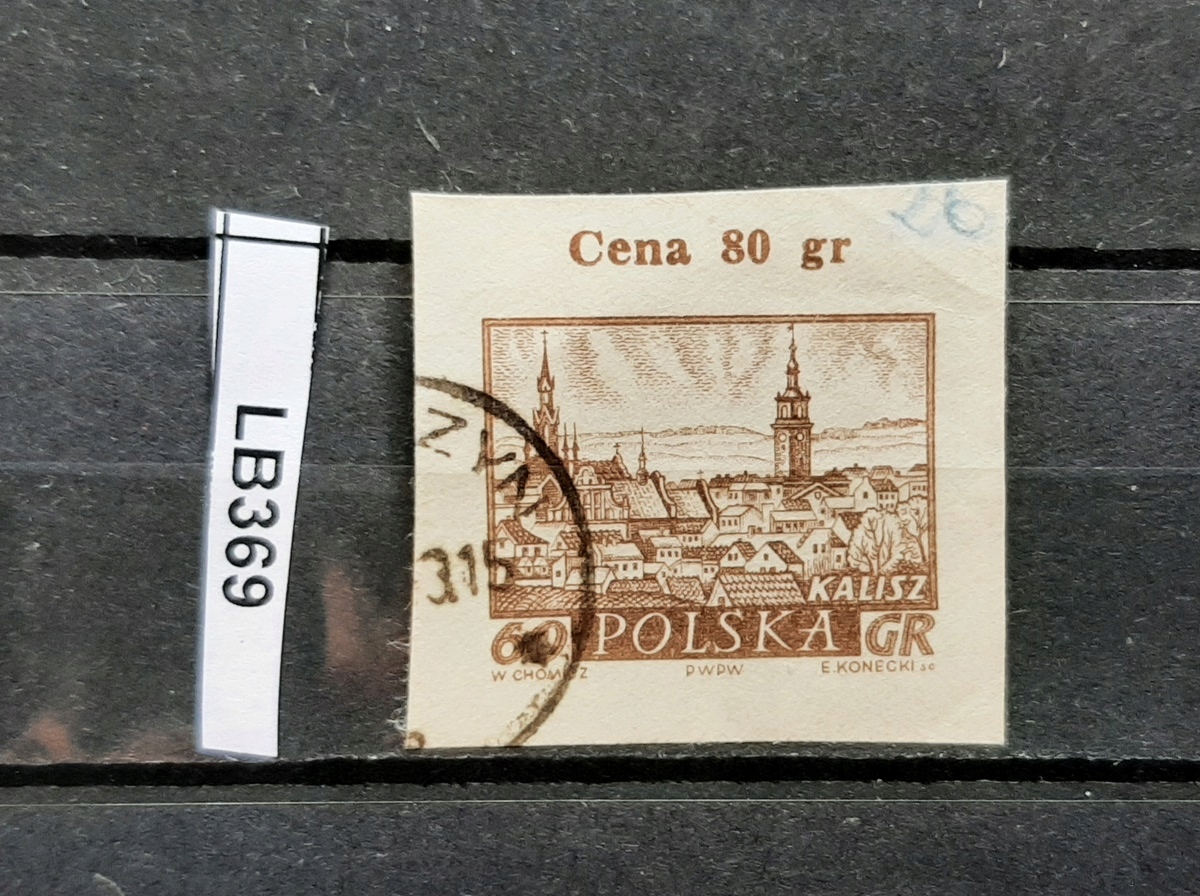 LB369
Cena 80 gr
KALISZ
60 POLSKA GR
PWPW E.KONECKI sc